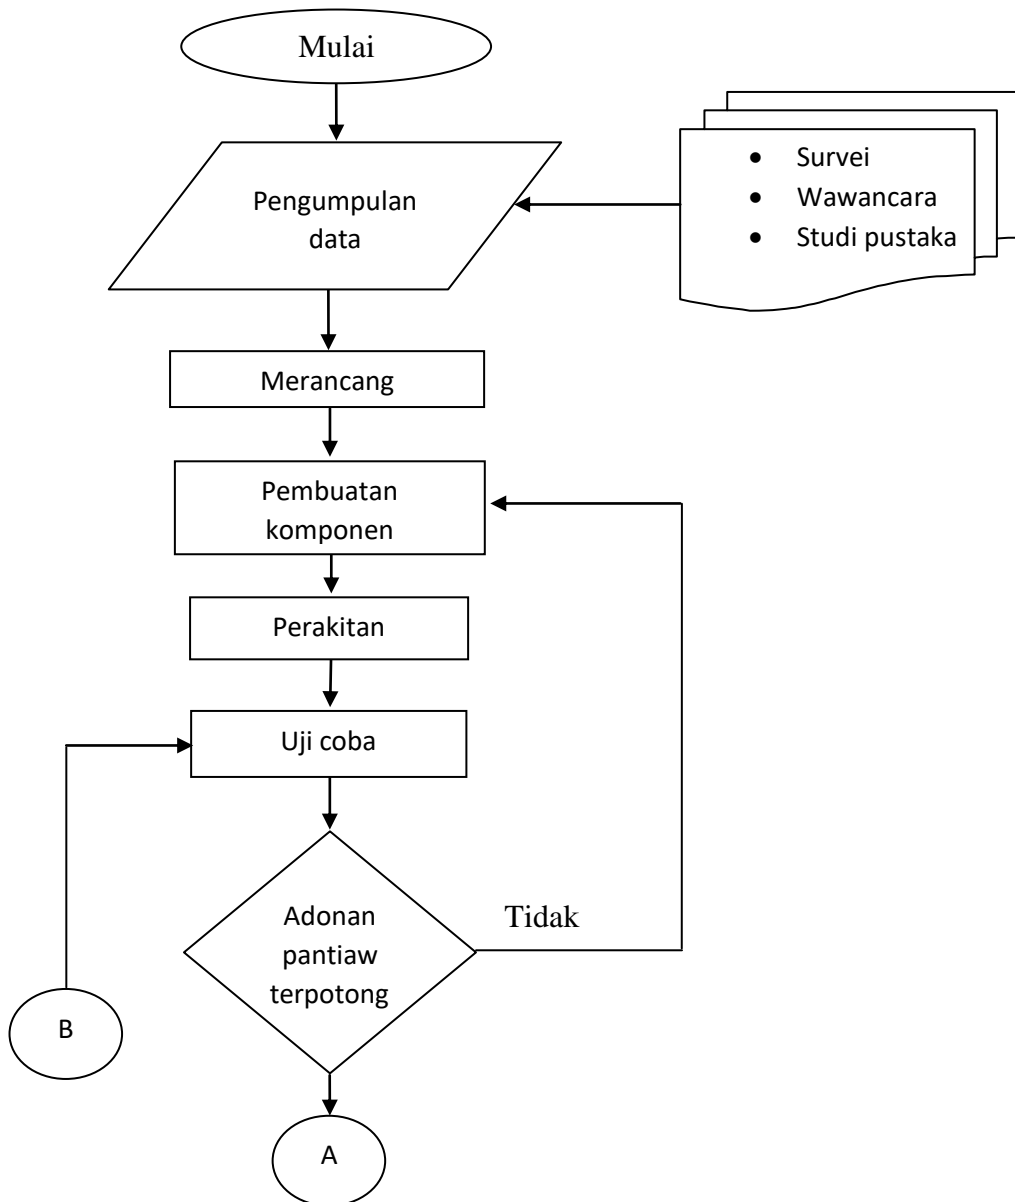 Mulai
Pengumpulan
data
• Survei
• Wawancara
• Studi pustaka
Merancang
Pembuatan
komponen
Perakitan
Uji coba
Adonan
pantiaw
terpotong
Tidak
B
A